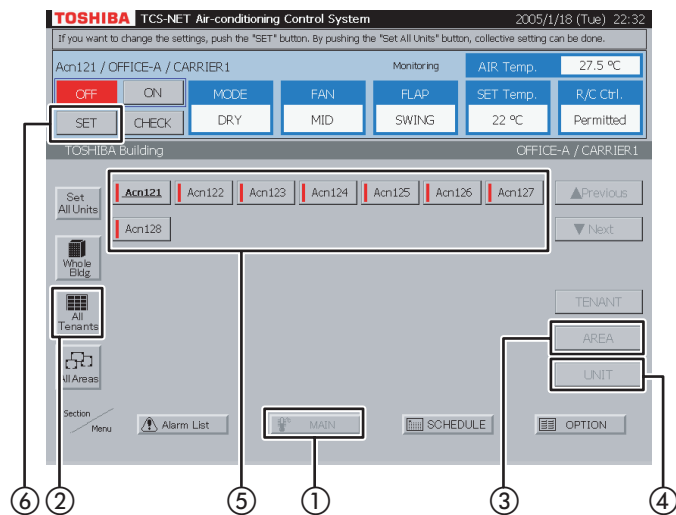 TOSHIBA TCS-NET Air-conditioning Control System 2005/1/18 (Tue) 22:32
If you want to change the settings, push the "SET" button. By pushing the "Set All Units" button, collective setting can be done.
Acn121 / OFFICE-A / CARRIER1 Monitoring AIR Temp. 27.5 ºC
OFF ON MODE FAN FLAP SET Temp. R/C Ctrl.
SET CHECK DRY MID SWING 22 ºC Permitted
TOSHIBA Building OFFICE-A / CARRIER1
Set
All Units
Acn121 Acn122 Acn123 Acn124 Acn125 Acn126 Acn127 ▲Previous
Acn128 ▼ Next
Whole
Bldg
All
Tenants
TENANT
AREA
All Areas
UNIT
Section
Menu
Alarm List MAIN SCHEDULE OPTION
⑥ ② ⑤ ① ③ ④